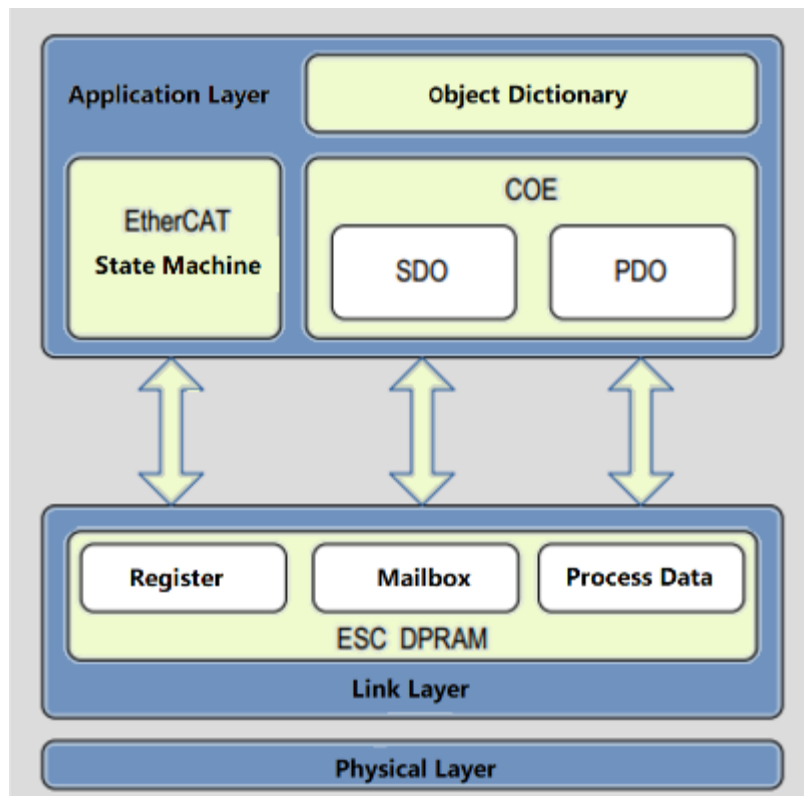 Application Layer
Object Dictionary
EtherCAT
State Machine
COE
SDO
PDO
Register
Mailbox
Process Data
ESC DPRAM
Link Layer
Physical Layer